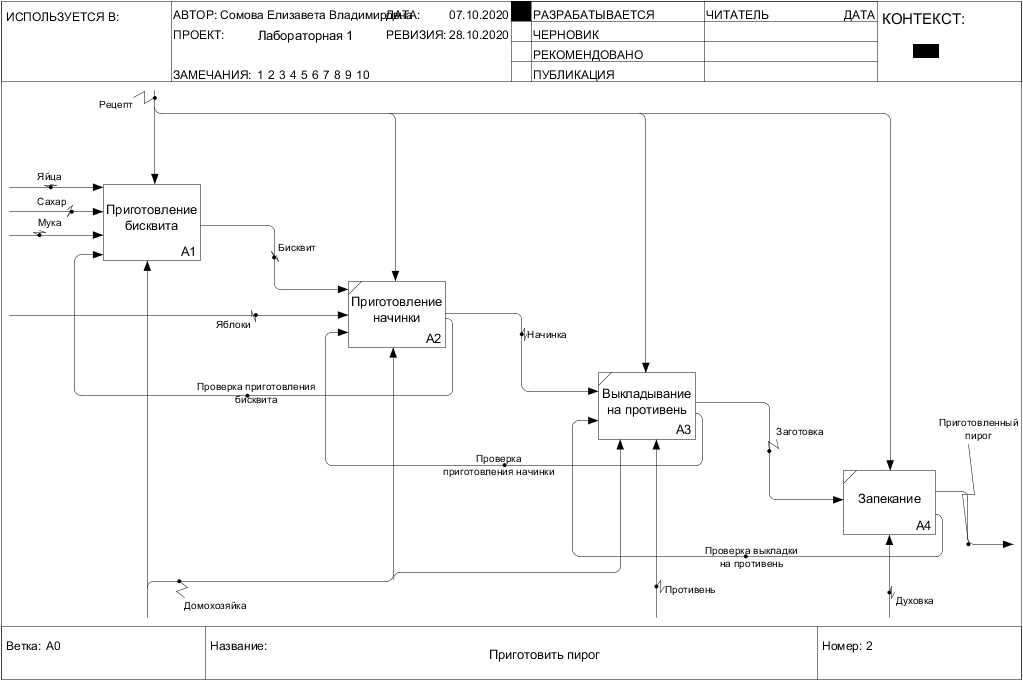 ИСПОЛЬЗУЕТСЯ В:
АВТОР: Сомова Елизавета Владимировна
ДАТА: 07.10.2020
РАЗРАБАТЫВАЕТСЯ
ЧИТАТЕЛЬ
ДАТА
КОНТЕКСТ:
ПРОЕКТ: Лабораторная 1
РЕВИЗИЯ: 28.10.2020
ЧЕРНОВИК
РЕКОМЕНДОВАНО
ЗАМЕЧАНИЯ: 1 2 3 4 5 6 7 8 9 10
ПУБЛИКАЦИЯ
Рецепт
Яйца
Сахар
Мука
Приготовление
бисквита
A1
Бисквит
Яблоки
Приготовление
начинки
A2
Начинка
Проверка приготовления
бисквита
Выкладывание
на противень
A3
Заготовка
Проверка
приготовления начинки
Приготовленный
пирог
Запекание
A4
Проверка выкладки
на противень
Домохозяйка
Противень
Духовка
Ветка: A0
Название:
Приготовить пирог
Номер: 2